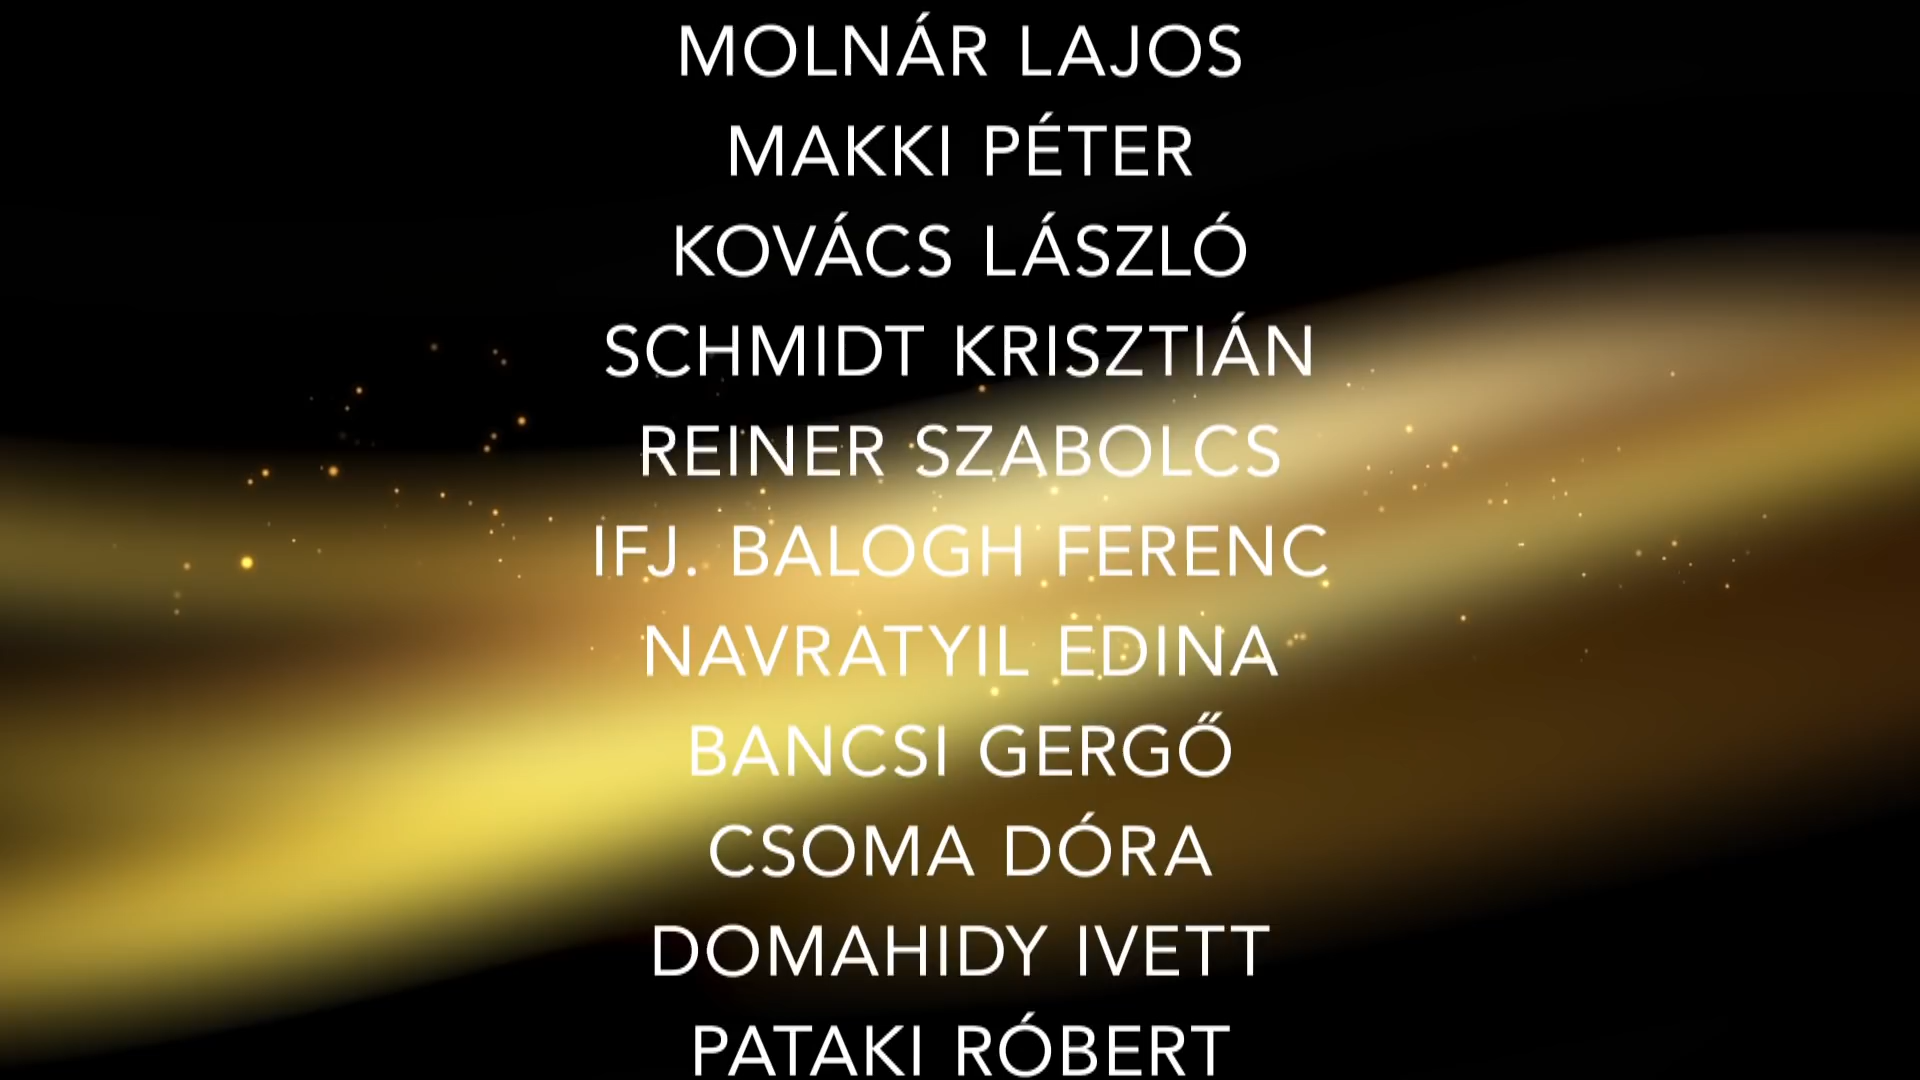 MOLNÁR LAJOS
MAKKI PÉTER
KOVÁCS LÁSZLÓ
SCHMIDT KRISZTIÁN
REINER SZABOLCS
IFJ. BALOGH FERENC
NAVRATYIL EDINA
BANCSI GERGŐ
CSOMA DÓRA
DOMAHIDY IVETT
PATAKI RÓBERT